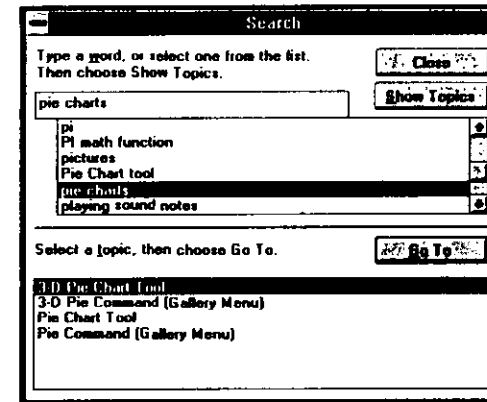 Search
Type a word, or select one from the list.
Then choose Show Topics.
Close
pie charts
Show Topics
pi
PI math function
pictures
Pie Chart tool
pie charts
playing sound notes
Select a topic, then choose Go To.
Go To
3-D Pie Chart Tool
3-D Pie Command (Gallery Menu)
Pie Chart Tool
Pie Command (Gallery Menu)